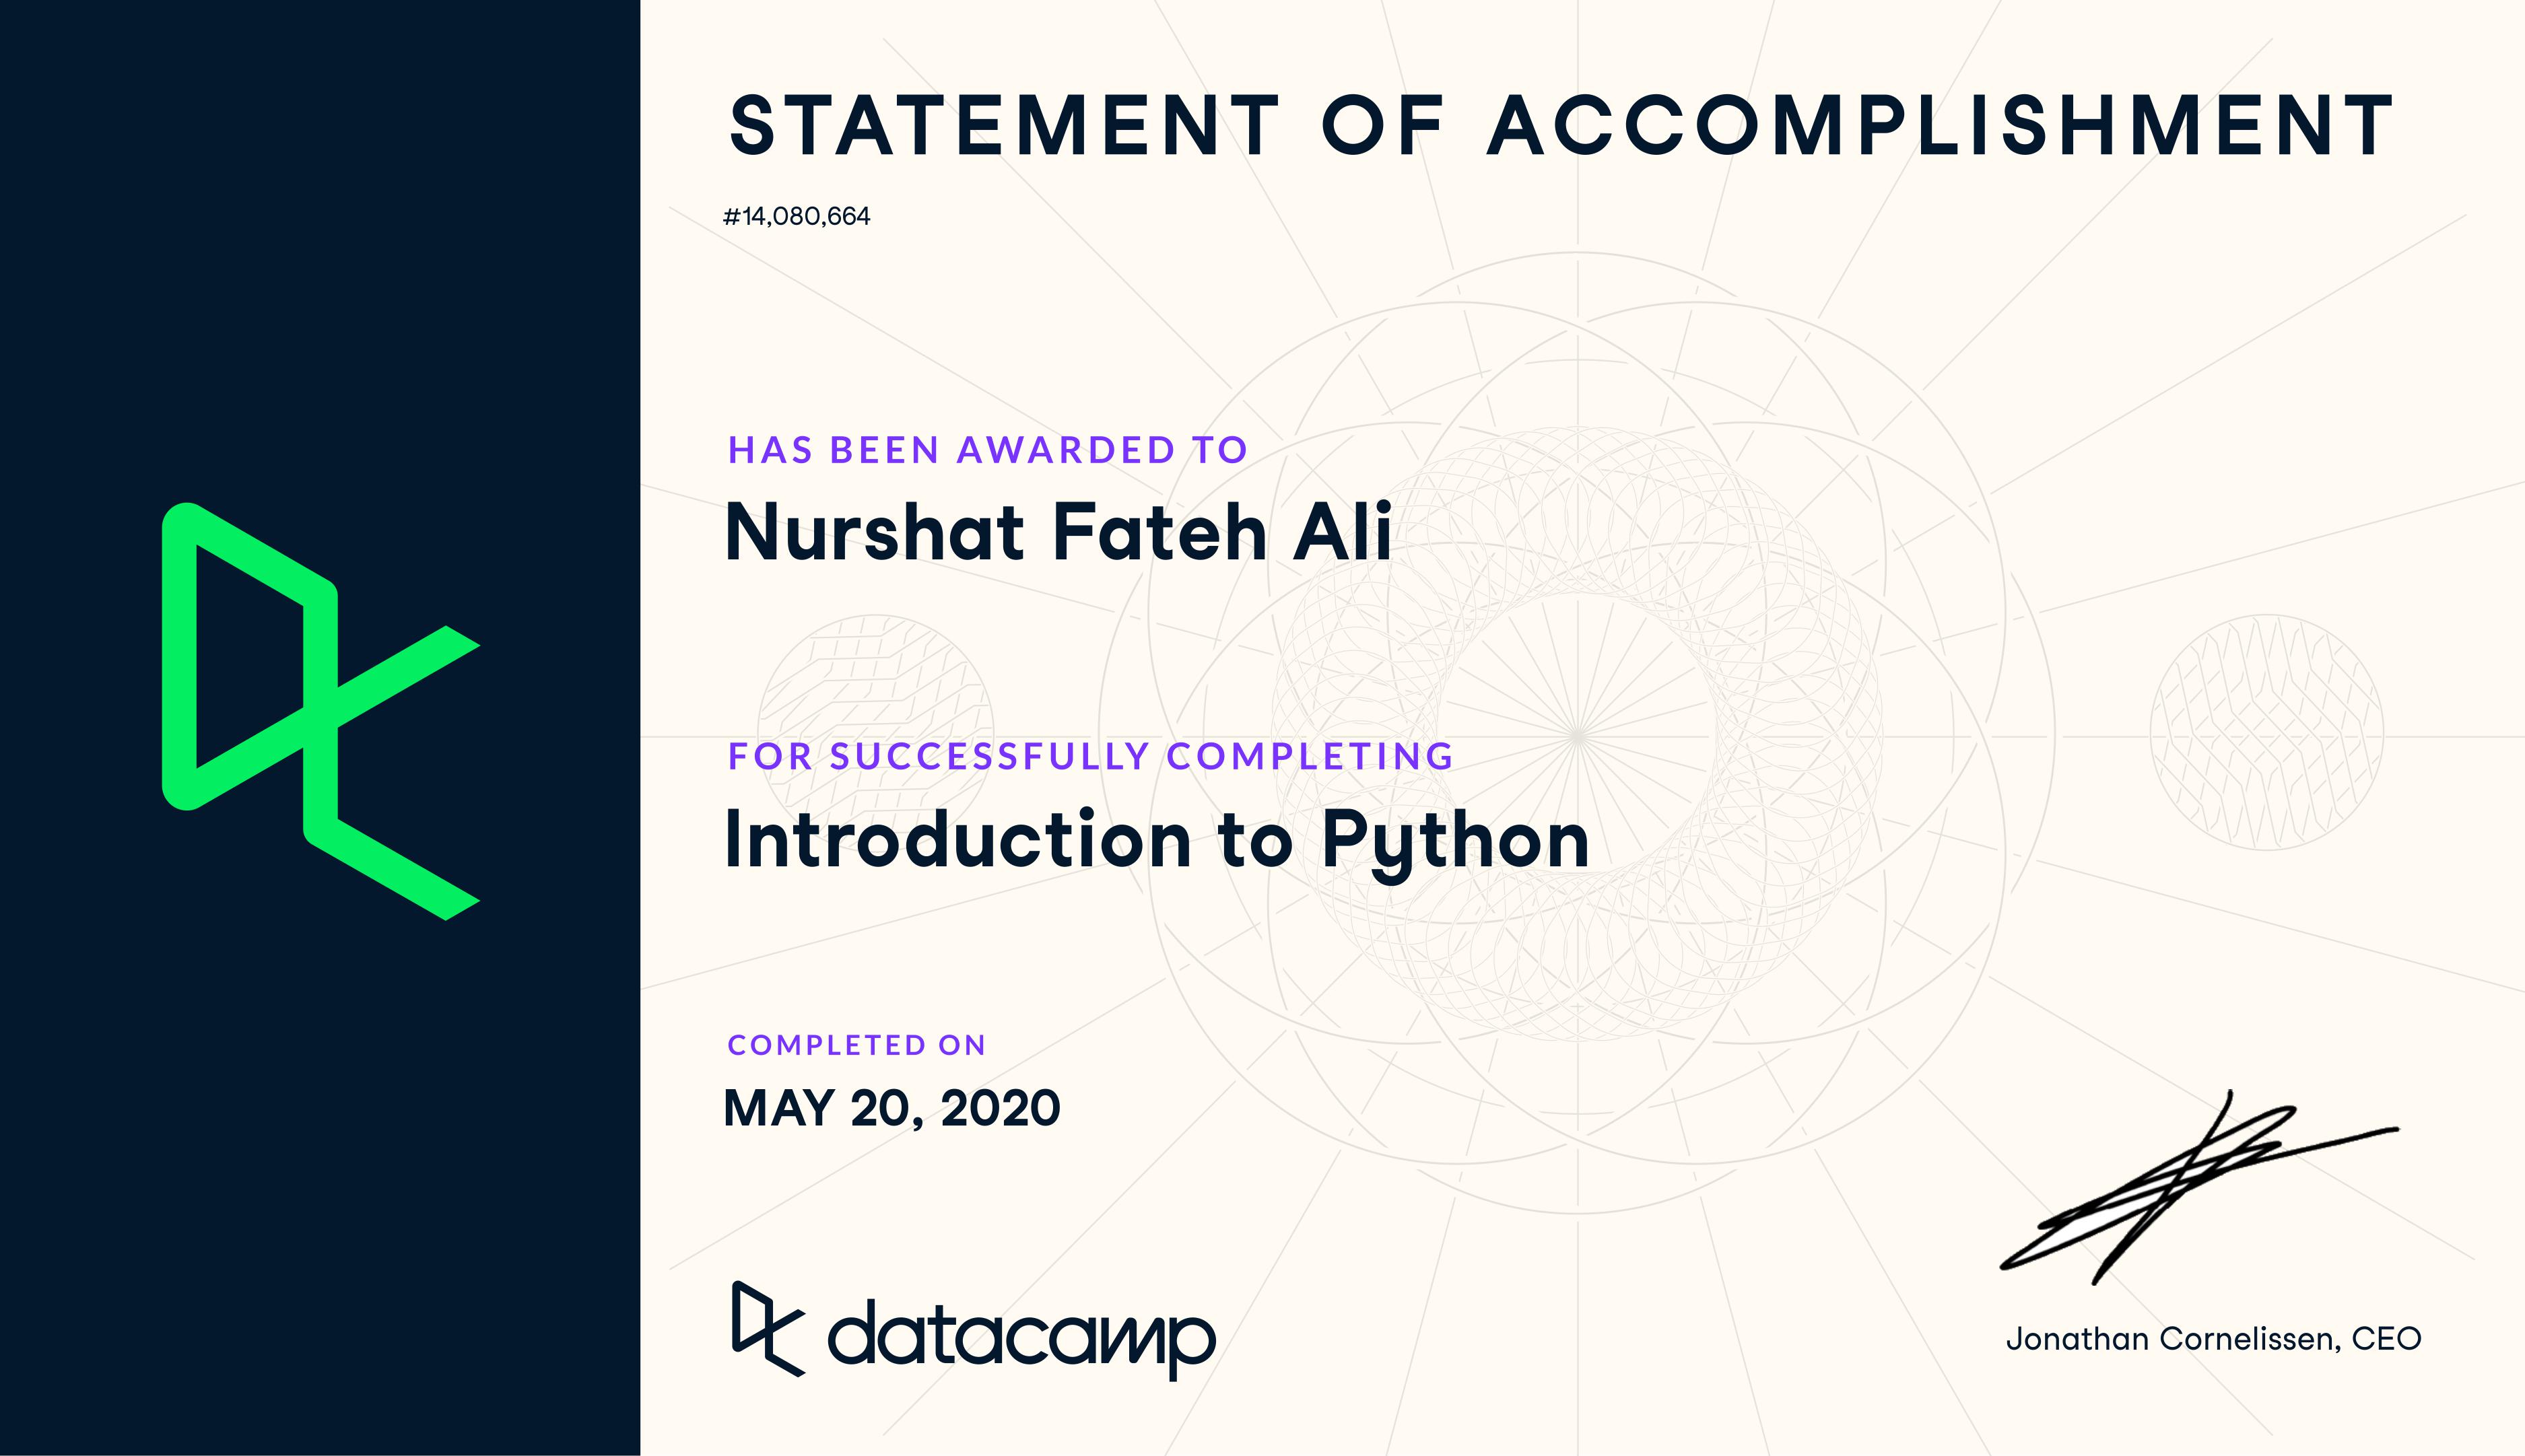 STATEMENT OF ACCOMPLISHMENT
#14,080,664
HAS BEEN AWARDED TO
Nurshat Fateh Ali
FOR SUCCESSFULLY COMPLETING
Introduction to Python
COMPLETED ON
MAY 20, 2020
datacamp
Jonathan Cornelissen, CEO